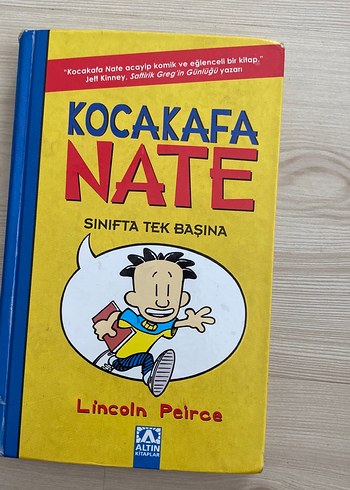 "Kocakafa Nate acayip komik ve eğlenceli bir kitap."
Jeff Kinney, Saftirik Greg'in Günlüğü yazarı
KOCAKAFA
NATE
SINIFTA TEK BAŞINA
Lincoln Peirce
ALTIN
KİTAPLAR